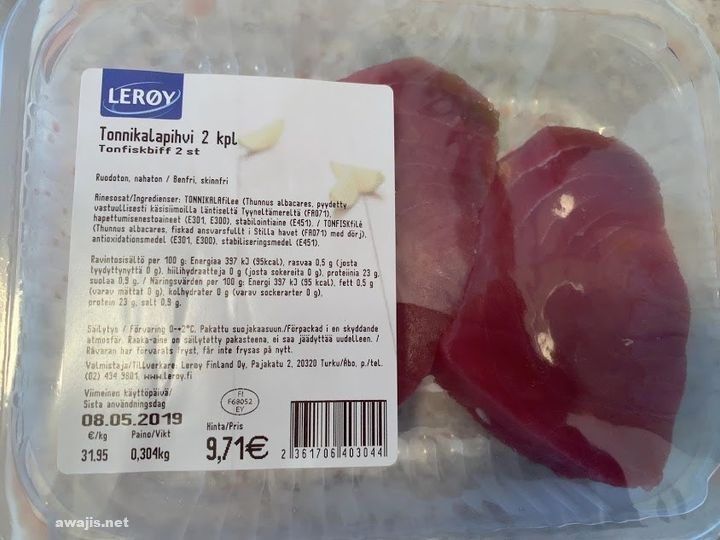 LERØY
Tonnikalapihvi 2 kpl
Tonfiskbiff 2 st
Ruodoton, nahaton / Benfri, skinnfri
Ainesosat/Ingredienser: TONNIKALAfilee (Thunnus albacares, pyydetty
vastuullisesti käsisiimoilla läntiseltä Tyyneltämereltä (FAO71),
happettumisenestoaineet (E301, E300), stabilointiaine (E451). / TONFISKfilé
(Thunnus albacares, fiskad ansvarsfullt i Stilla havet (FAO71) med dörj),
antioxidationsmedel (E301, E300), stabiliseringsmedel (E451).
Ravintosisältö per 100 g: Energiaa 397 kJ (95kcal), rasvaa 0,5 g (josta
tyydyttynyttä 0 g), hiilihydraatteja 0 g (josta sokereita 0 g), proteiinia 23 g,
suolaa 0,9 g. / Näringsvärden per 100 g: Energi 397 kJ (95 kcal), fett 0,5 g
(varav mättat 0 g), kolhydrater 0 g (varav sockerarter 0 g),
protein 23 g, salt 0,9 g.
Säilytys / Förvaring 0-+2°C. Pakattu suojakaasuun./Förpackad i en skyddande
atmosfär. Raaka-aine on säilytetty pakasteena, ei saa jäädyttää uudelleen. /
Råvaran har förvarats fryst, får inte frysas på nytt.
Valmistaja/Tillverkare: Lerøy Finland Oy, Pajakatu 2, 20320 Turku/Åbo, p./tel.
(02) 434 9801, www.leroy.fi
Viimeinen käyttöpäivä/
Sista användningsdag
08.05.2019
€/kg Paino/Vikt Hinta/Pris
31.95 0,304kg 9,71€
FI
F68052
EY
2 361706 403044
awajis.net